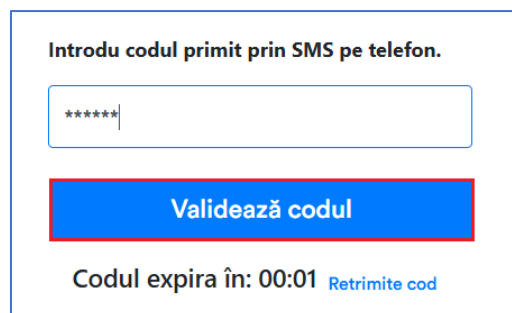 Introdu codul primit prin SMS pe telefon.
******
Validează codul
Codul expira în: 00:01 Retrimite cod